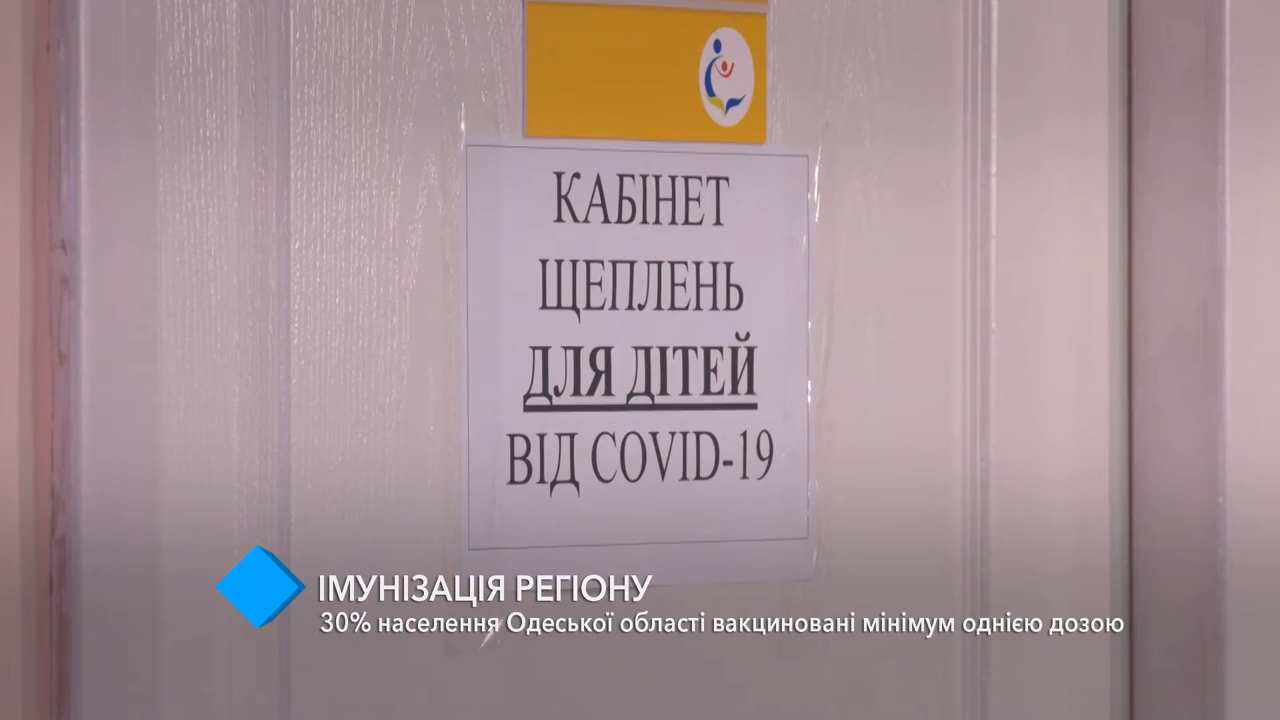 КАБІНЕТ
ЩЕПЛЕНЬ
ДЛЯ ДІТЕЙ
ВІД COVID-19
ІМУНІЗАЦІЯ РЕГІОНУ
30% населення Одеської області вакциновані мінімум однією дозою